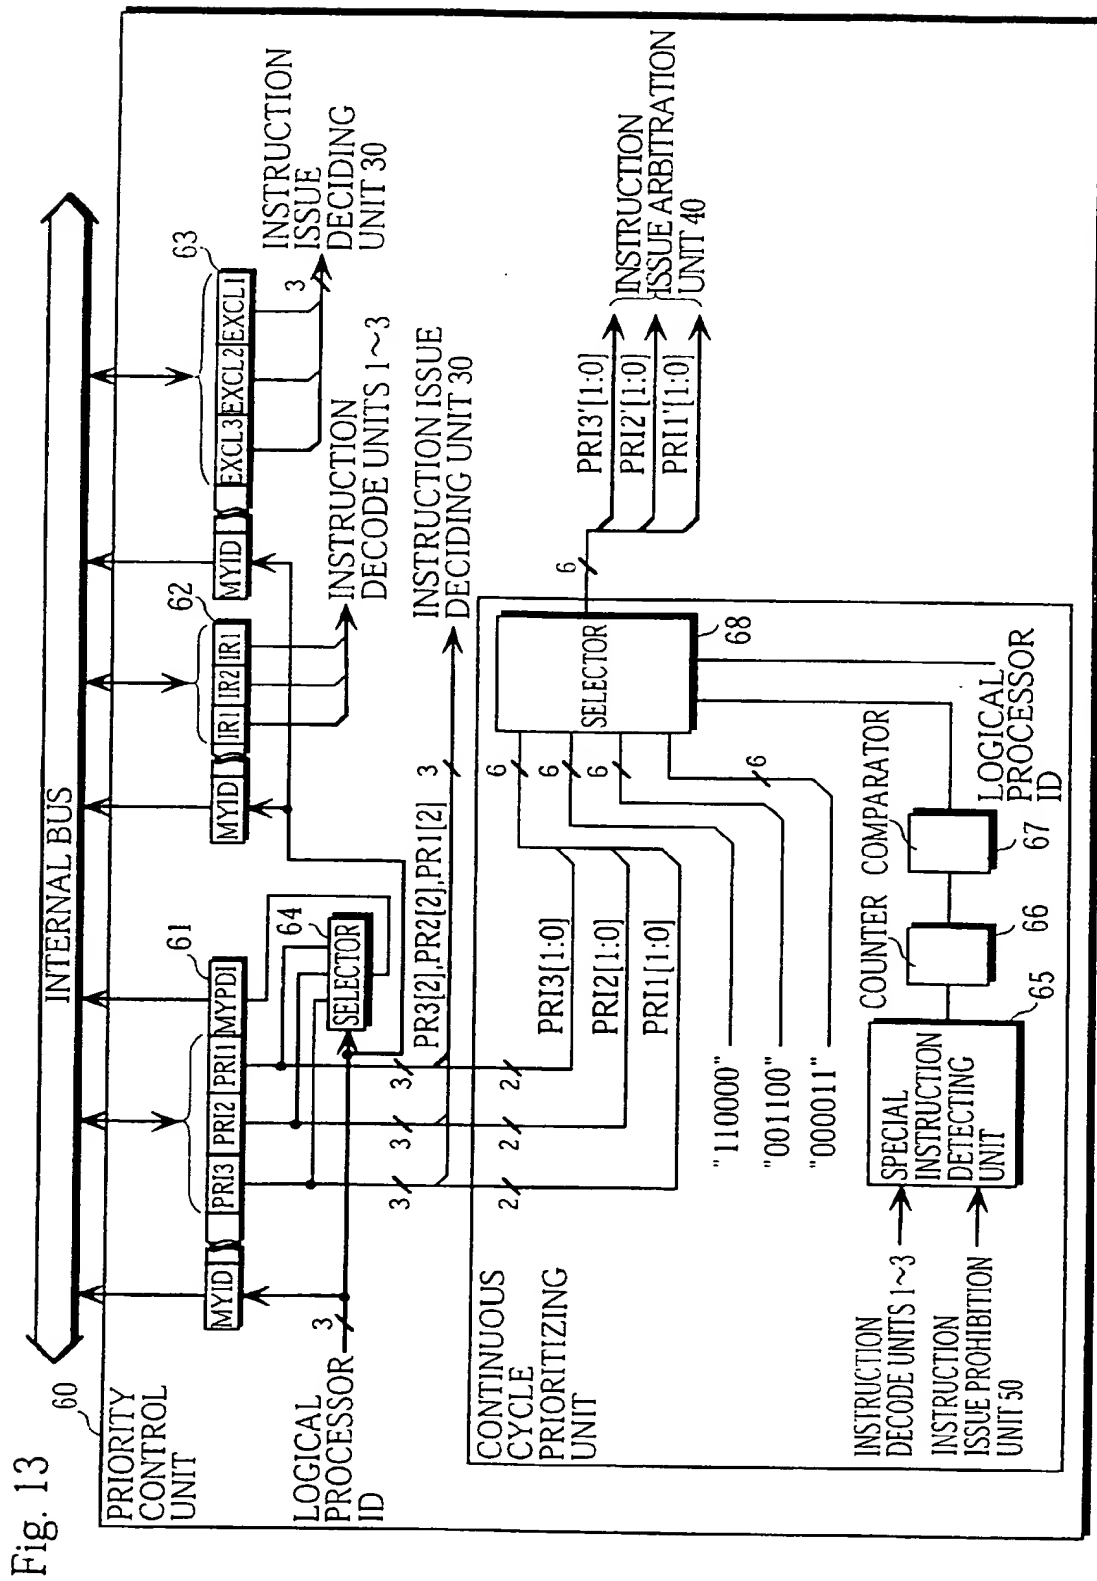 Fig. 13
60
PRIORITY
CONTROL
UNIT
INTERNAL BUS
MYID
PRI3
PRI2
PRI1
MYPDI
61
MYID
IR1
IR2
IR1
62
MYID
EXCL3
EXCL2
EXCL1
63
3
INSTRUCTION
ISSUE
DECIDING
UNIT 30
INSTRUCTION
DECODE UNITS 1~3
LOGICAL
PROCESSOR
ID
3
SELECTOR
64
3
3
3
PR3[2],PR2[2],PR1[2]
3
INSTRUCTION ISSUE
DECIDING UNIT 30
CONTINUOUS
CYCLE
PRIORITIZING
UNIT
2
2
2
PRI3[1:0]
PRI2[1:0]
PRI1[1:0]
6
6
6
6
SELECTOR
68
6
PRI3'[1:0]
PRI2'[1:0]
PRI1'[1:0]
INSTRUCTION
ISSUE ARBITRATION
UNIT 40
"110000"
"001100"
"000011"
INSTRUCTION
DECODE UNITS 1~3
INSTRUCTION
ISSUE PROHIBITION
UNIT 50
SPECIAL
INSTRUCTION
DETECTING
UNIT
65
COUNTER
66
COMPARATOR
67
LOGICAL
PROCESSOR
ID